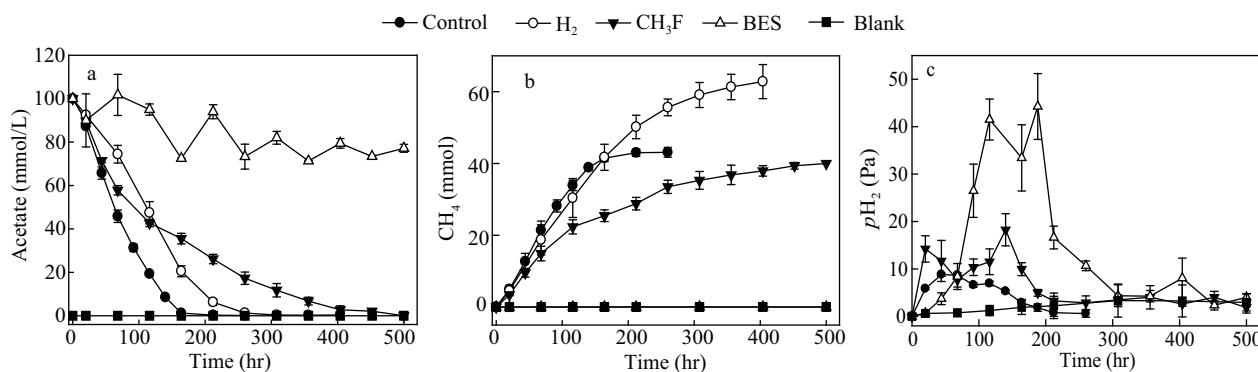 Control H₂ CH₃F BES Blank
a
120
100
80
60
40
20
0
Acetate (mmol/L)
0 100 200 300 400 500
Time (hr)
b
60
40
20
0
CH₄ (mmol)
0 100 200 300 400 500
Time (hr)
c
50
40
30
20
10
0
pH₂ (Pa)
0 100 200 300 400 500
Time (hr)